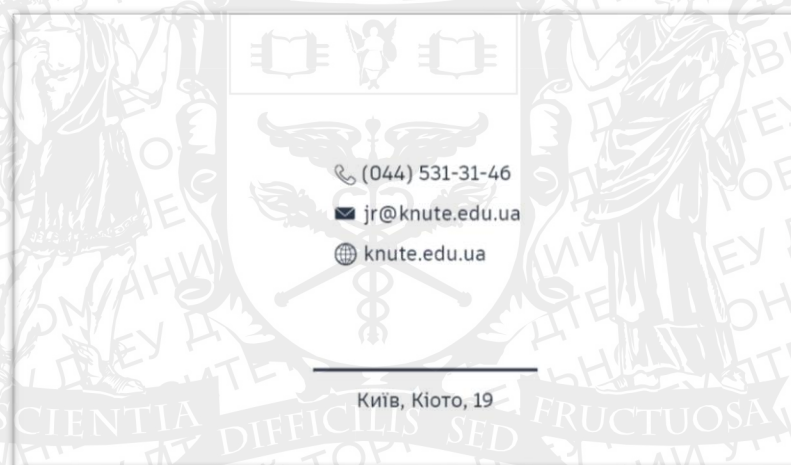 (044) 531-31-46
jr@knute.edu.ua
knute.edu.ua
Київ, Кіото, 19
SCIENTIA DIFFICILIS SED FRUCTUOSA